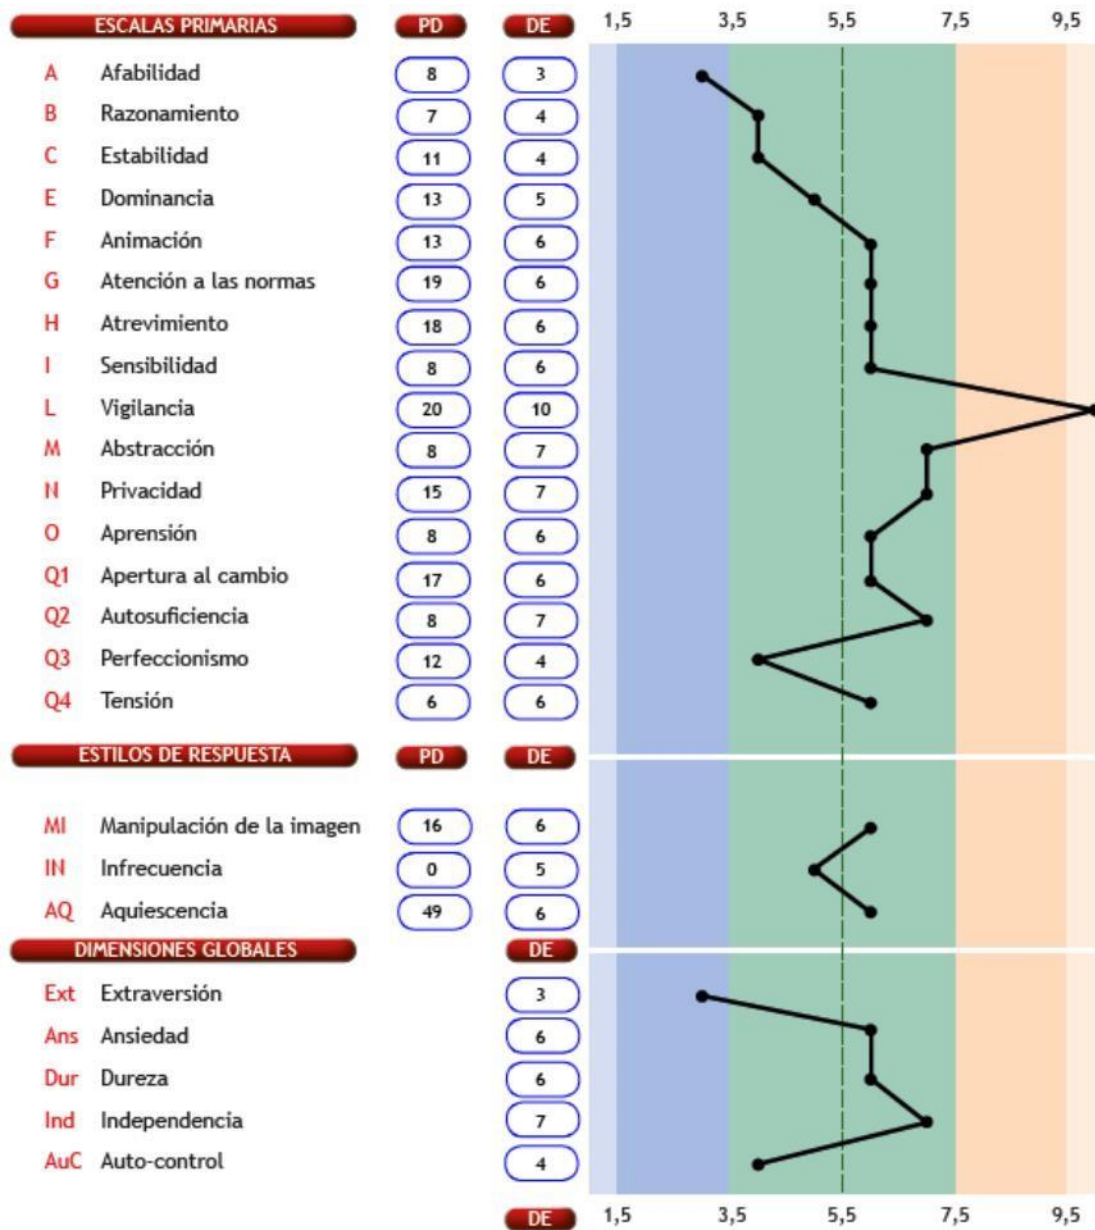 ESCALAS PRIMARIAS PD DE 1,5 3,5 5,5 7,5 9,5
A Afabilidad 8 3
B Razonamiento 7 4
C Estabilidad 11 4
E Dominancia 13 5
F Animación 13 6
G Atención a las normas 19 6
H Atrevimiento 18 6
I Sensibilidad 8 6
L Vigilancia 20 10
M Abstracción 8 7
N Privacidad 15 7
O Aprensión 8 6
Q1 Apertura al cambio 17 6
Q2 Autosuficiencia 8 7
Q3 Perfeccionismo 12 4
Q4 Tensión 6 6
ESTILOS DE RESPUESTA PD DE
MI Manipulación de la imagen 16 6
IN Infrecuencia 0 5
AQ Aquiescencia 49 6
DIMENSIONES GLOBALES DE
Ext Extraversión 3
Ans Ansiedad 6
Dur Dureza 6
Ind Independencia 7
AuC Auto-control 4
DE 1,5 3,5 5,5 7,5 9,5